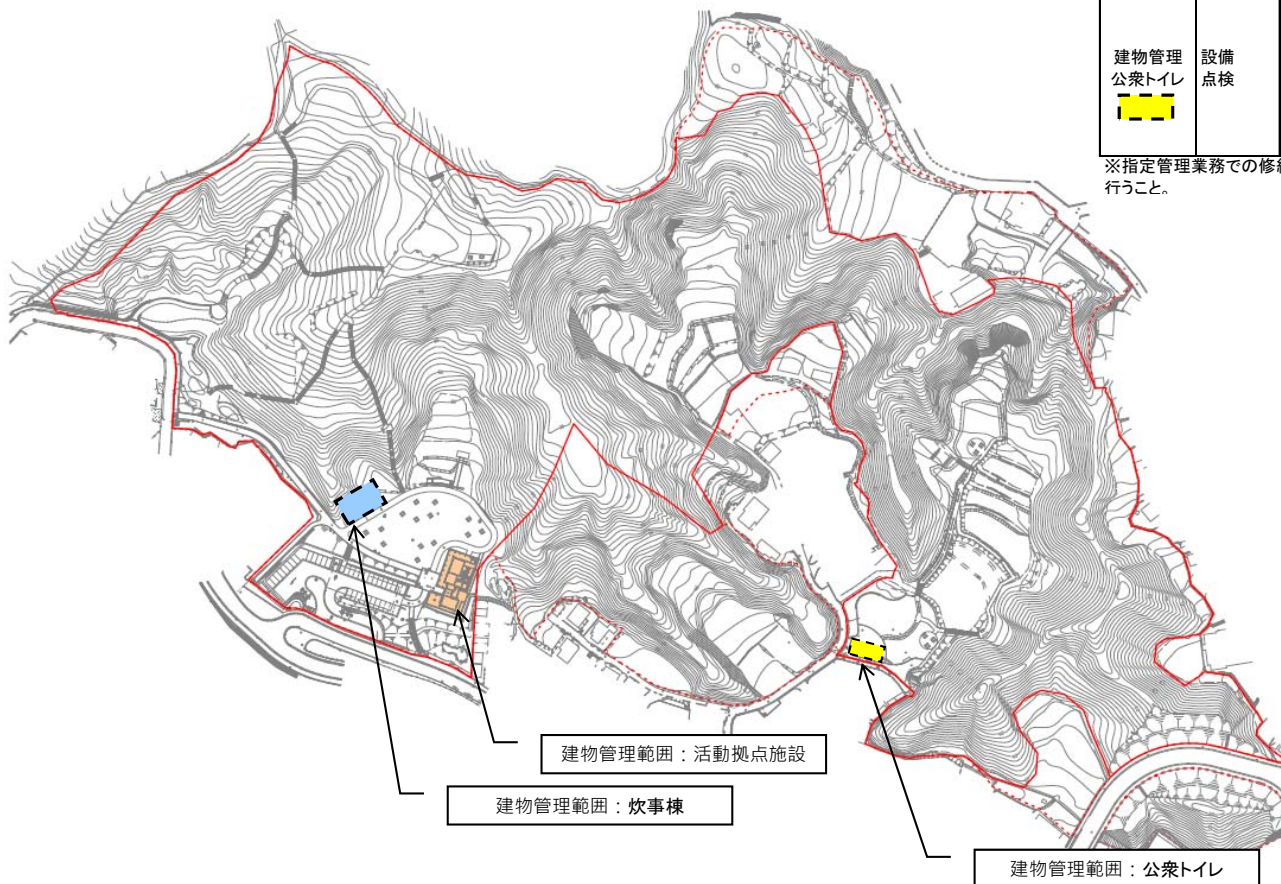 建物管理
公衆トイレ
設備
点検
※指定管理業務での修
行うこと。
建物管理範囲：活動拠点施設
建物管理範囲：炊事棟
建物管理範囲：公衆トイレ